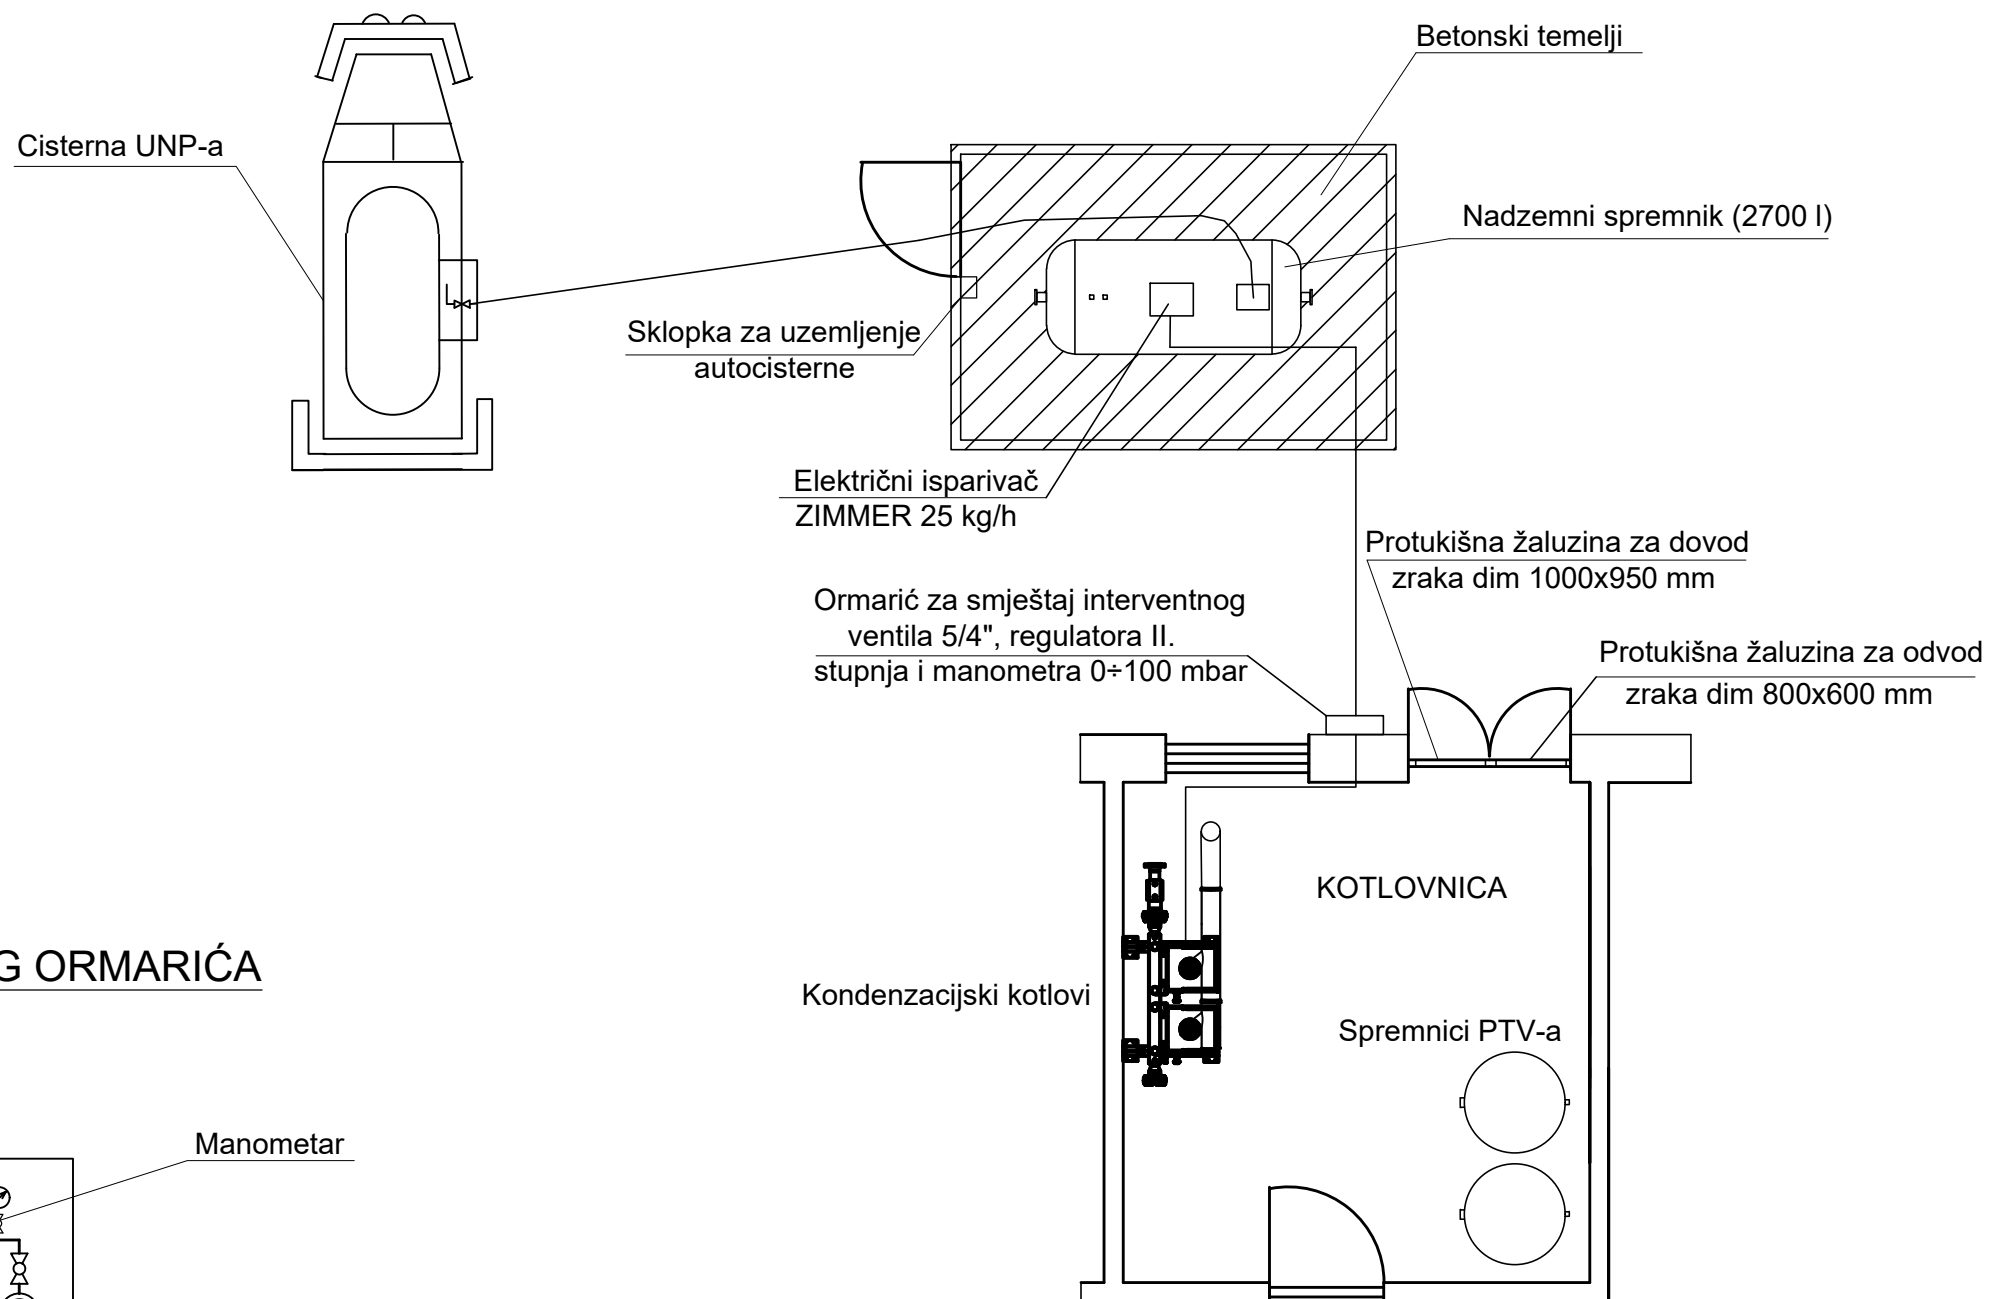 Betonski temelji
Cisterna UNP-a
Nadzemni spremnik (2700 l)
Sklopka za uzemljenje
autocisterne
Električni isparivač
ZIMMER 25 kg/h
Protukišna žaluzina za dovod
zraka dim 1000x950 mm
Ormarić za smještaj interventnog
ventila 5/4", regulatora II.
stupnja i manometra 0÷100 mbar
Protukišna žaluzina za odvod
zraka dim 800x600 mm
KOTLOVNICA
G ORMARIĆA
Kondenzacijski kotlovi
Spremnici PTV-a
Manometar